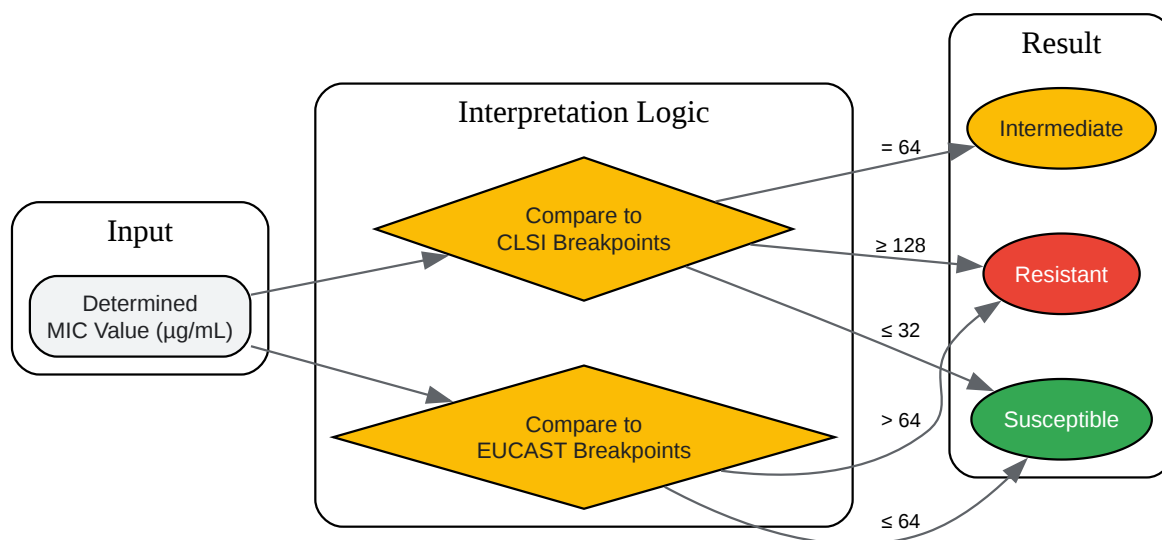 Input
Determined
MIC Value (µg/mL)
Interpretation Logic
Compare to
CLSI Breakpoints
Compare to
EUCAST Breakpoints
= 64
≥ 128
≤ 32
> 64
≤ 64
Result
Intermediate
Resistant
Susceptible